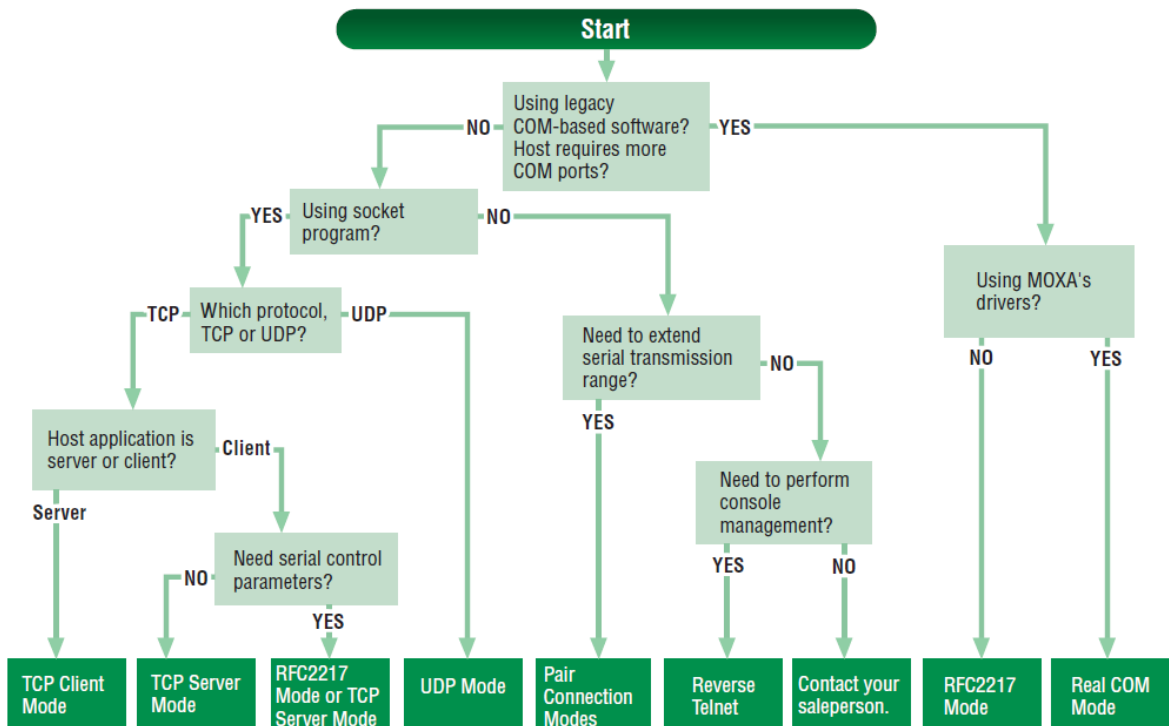 Start
Using legacy
COM-based software?
Host requires more
COM ports?
NO
YES
Using socket
program?
YES
NO
Using MOXA's
drivers?
Which protocol,
TCP or UDP?
TCP
UDP
Need to extend
serial transmission
range?
NO
YES
NO
YES
Host application is
server or client?
Client
Server
Need to perform
console
management?
YES
NO
Need serial control
parameters?
NO
YES
TCP Client
Mode
TCP Server
Mode
RFC2217
Mode or TCP
Server Mode
UDP Mode
Pair
Connection
Modes
Reverse
Telnet
Contact your
saleperson.
RFC2217
Mode
Real COM
Mode